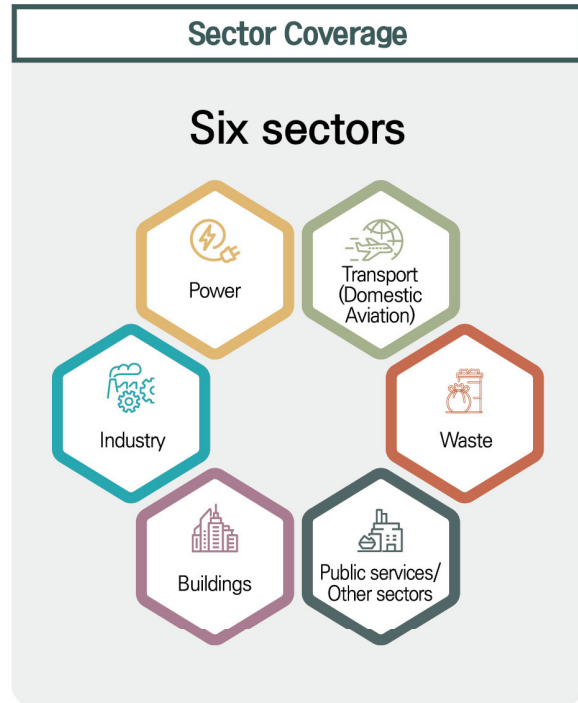 Sector Coverage
Six sectors
Power
Transport
(Domestic
Aviation)
Industry
Waste
Buildings
Public services/
Other sectors